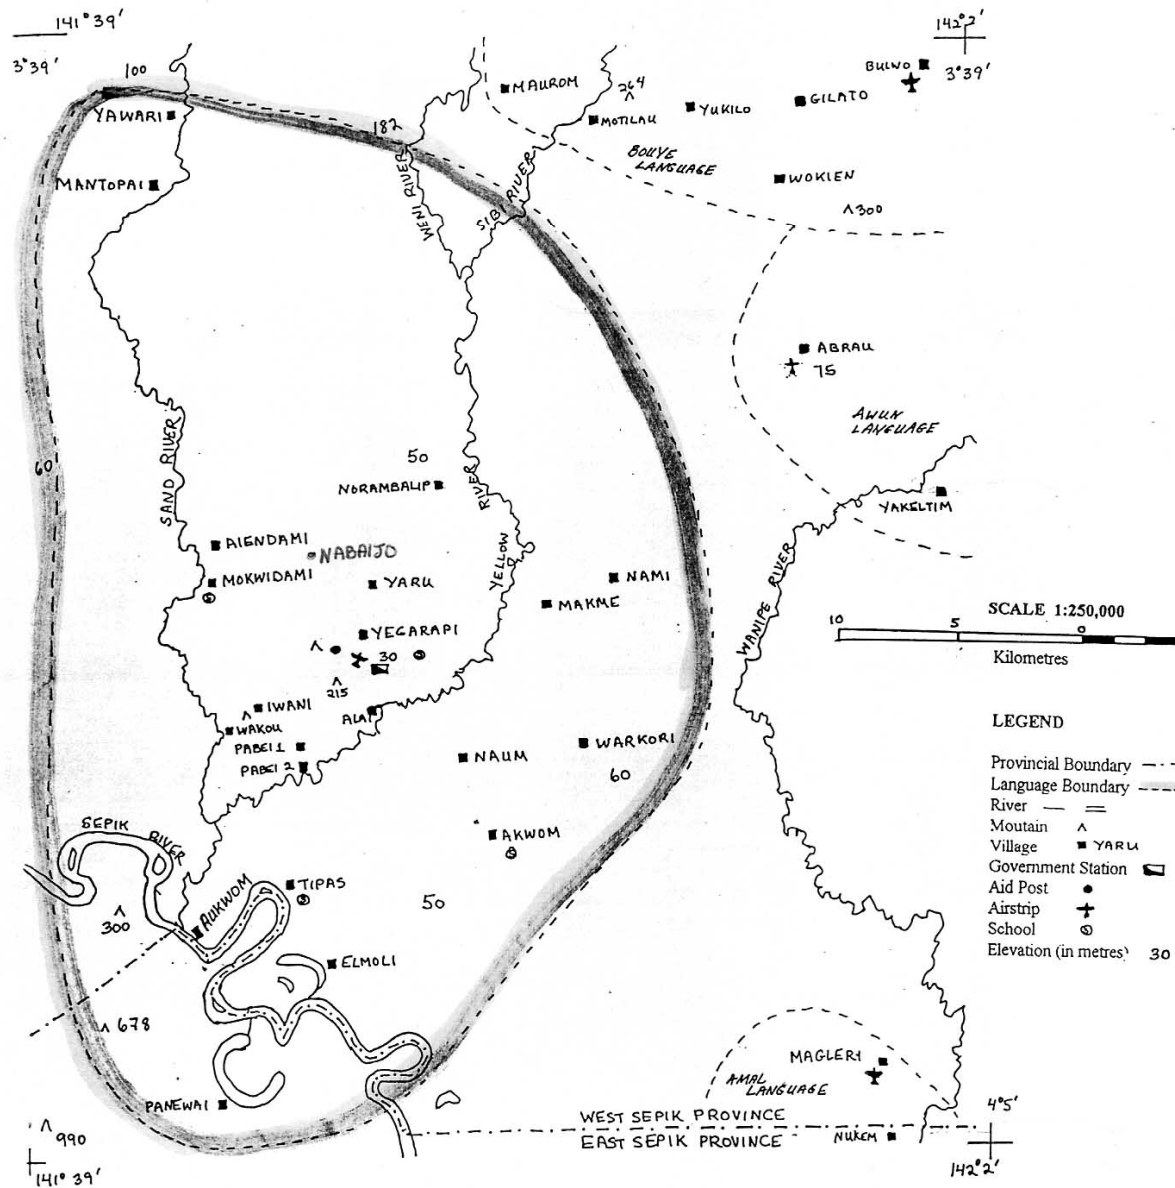 141°39'
142°2'
3°39'
3°39'
100
BULWO
MAUROM
264
GILATO
YAWARI
MOTILAU
YUKILO
182
BOUYE
LANGUAGE
WENI RIVER
SIBI RIVER
WOKIEN
MANTOPAI
300
ABRAU
75
AWUN
LANGUAGE
SAND RIVER
60
50
NORAMBALIP
YELLOW RIVER
YAKELTIM
AIENDAMI
NABAIJO
MOKWIDAMI
YARU
NAMI
MAKME
WANIPE RIVER
SCALE 1:250,000
10 5 0
Kilometres
YEGARAPI
30
215
IWANI
ALAI
WAKOU
PABEI 1
PABEI 2
NAUM
WARKORI
60
LEGEND
Provincial Boundary
Language Boundary
River
Moutain
Village YARU
Government Station
Aid Post
Airstrip
School
Elevation (in metres) 30
SEPIK RIVER
AKWOM
TIPAS
50
AUKWOM
300
ELMOLI
678
MAGLERI
AMAL
LANGUAGE
PANEWAI
990
WEST SEPIK PROVINCE
EAST SEPIK PROVINCE
NUKEM
4°5'
141° 39'
142°2'